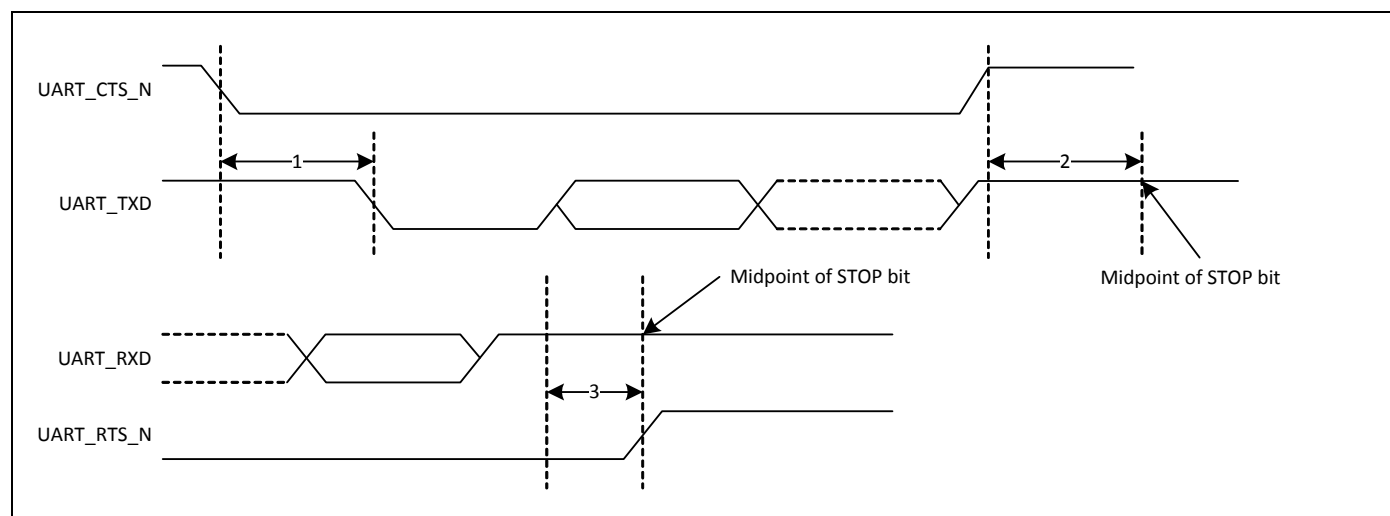 UART_CTS_N
1
2
UART_TXD
Midpoint of STOP bit
Midpoint of STOP bit
UART_RXD
3
UART_RTS_N